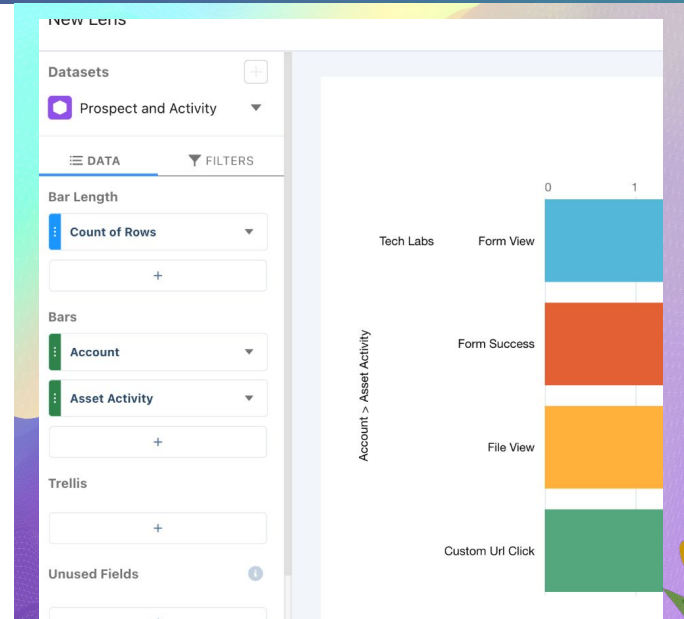 New Lens
Datasets
Prospect and Activity
DATA
FILTERS
Bar Length
Count of Rows
+
Bars
Account
Asset Activity
+
Trellis
+
Unused Fields
0 1
Tech Labs Form View
Form Success
File View
Custom Url Click
Account > Asset Activity